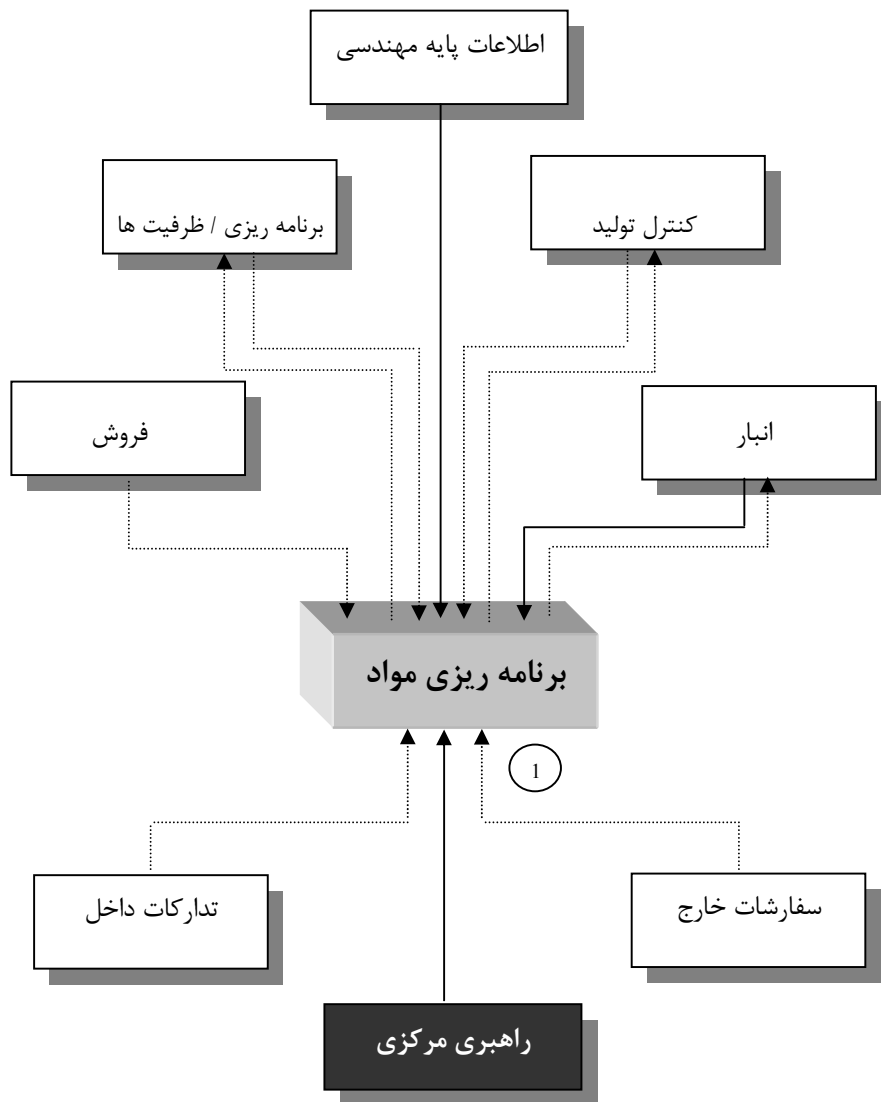 اطلاعات پایه مهندسی
کنترل تولید
برنامه ریزی / ظرفیت ها
انبار
فروش
برنامه ریزی مواد
1
سفارشات خارج
تدارکات داخل
راهبری مرکزی